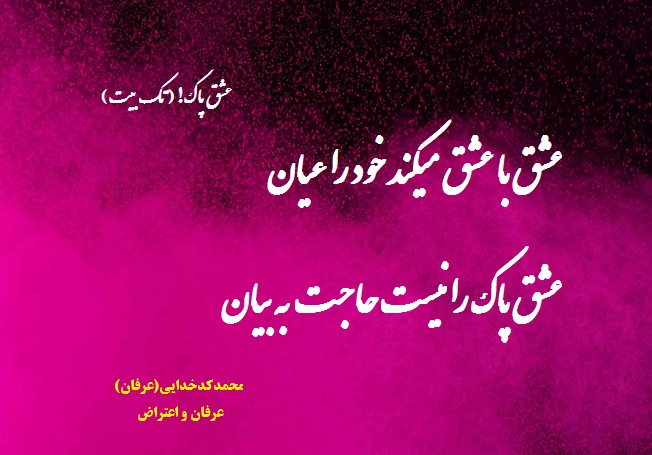 عشق پاک! (تک بیت)
عشق با عشق میکند خود را عیان
عشق پاک را نیست حاجت به بیان
محمدکدخدایی(عرفان)
عرفان و اعتراض